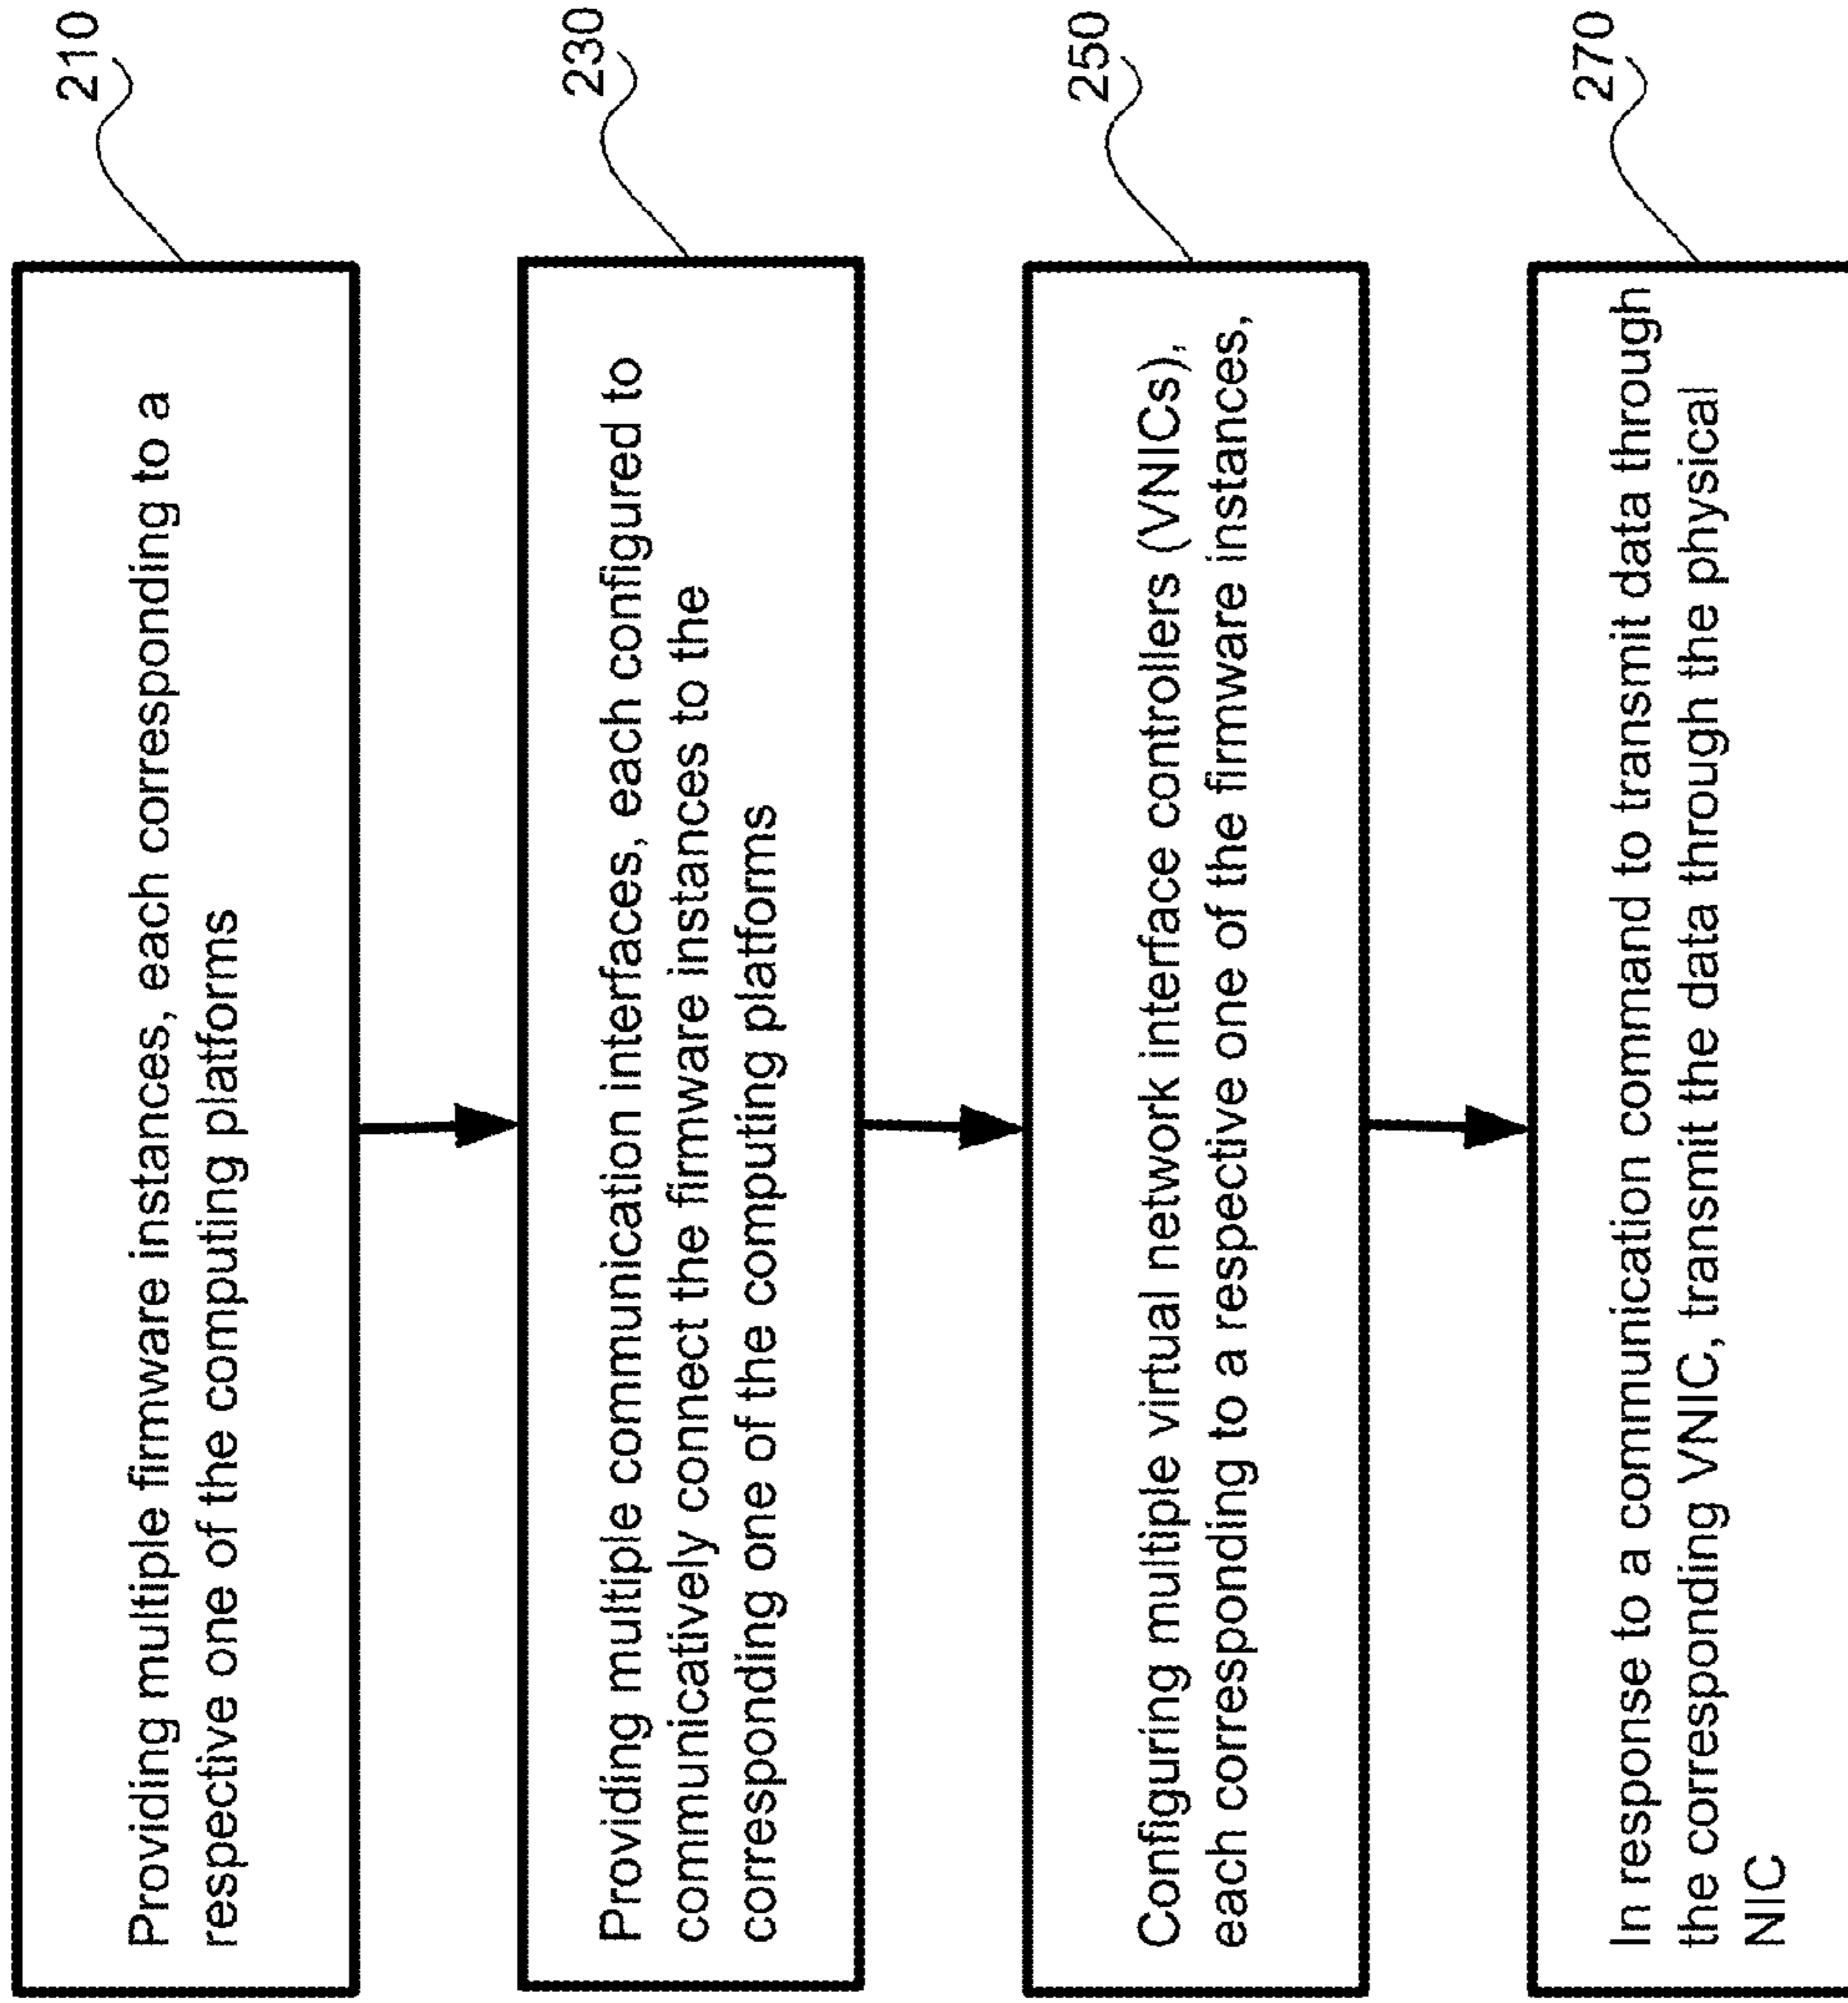 210
Providing multiple firmware instances, each corresponding to a
respective one of the computing platforms
230
Providing multiple communication interfaces, each configured to
communicatively connect the firmware instances to the
corresponding one of the computing platforms
250
Configuring multiple virtual network interface controllers (VNICs),
each corresponding to a respective one of the firmware instances,
270
In response to a communication command to transmit data through
the corresponding VNIC, transmit the data through the physical
NIC